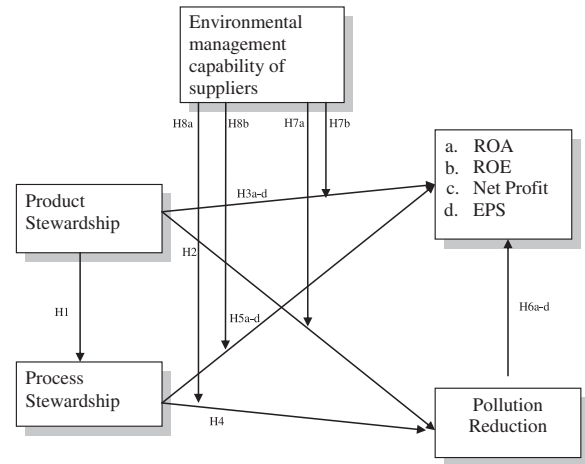 Environmental
management
capability of
suppliers
H8a
H8b
H7a
H7b
a. ROA
b. ROE
c. Net Profit
d. EPS
H3a-d
Product
Stewardship
H2
H1
H5a-d
H6a-d
Process
Stewardship
H4
Pollution
Reduction